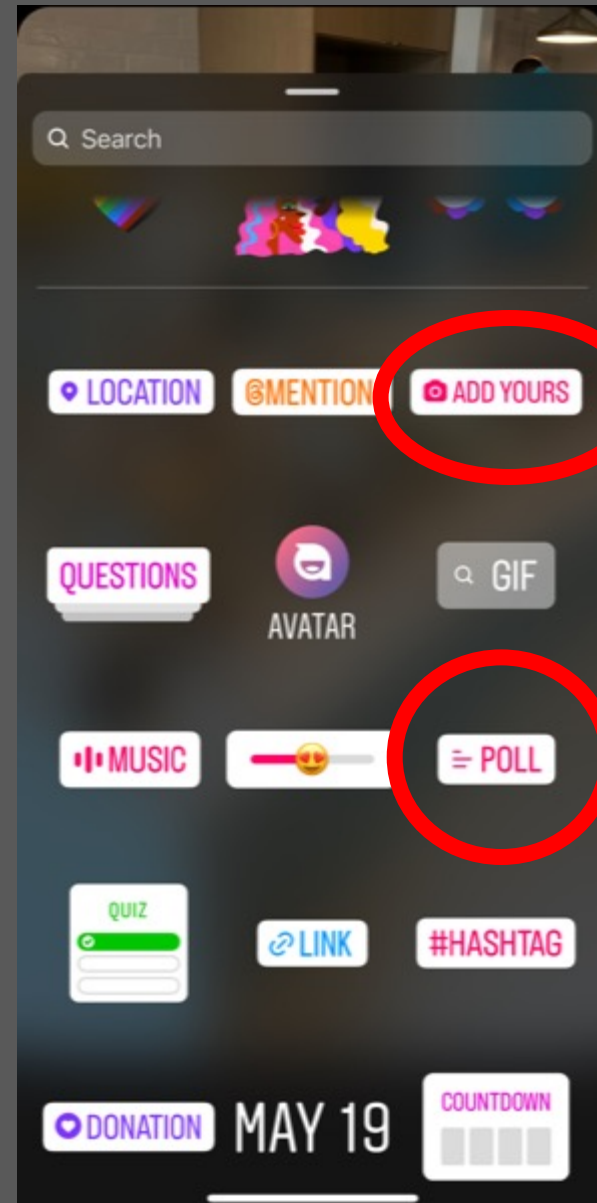 Search
LOCATION
@MENTION
ADD YOURS
QUESTIONS
AVATAR
GIF
MUSIC
POLL
QUIZ
LINK
#HASHTAG
DONATION
MAY 19
COUNTDOWN